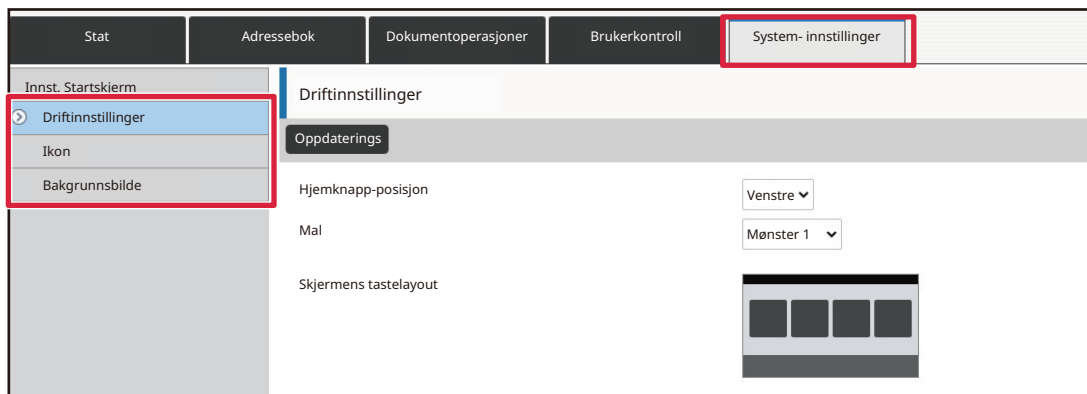 Stat
Adressebok
Dokumentoperasjoner
Brukerkontroll
System- innstillinger
Innst. Startskjerm
Driftinnstillinger
Ikon
Bakgrunnsbilde
Driftinnstillinger
Oppdaterings
Hjemknapp-posisjon
Venstre
Mal
Mønster 1
Skjermens tastelayout